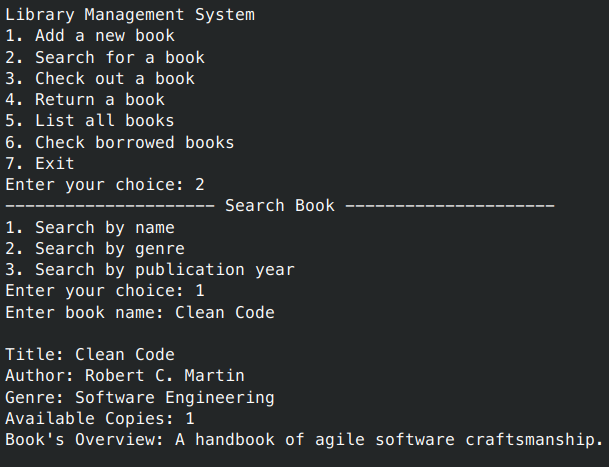 Library Management System
1. Add a new book
2. Search for a book
3. Check out a book
4. Return a book
5. List all books
6. Check borrowed books
7. Exit
Enter your choice: 2
--------------------- Search Book ---------------------
1. Search by name
2. Search by genre
3. Search by publication year
Enter your choice: 1
Enter book name: Clean Code
Title: Clean Code
Author: Robert C. Martin
Genre: Software Engineering
Available Copies: 1
Book's Overview: A handbook of agile software craftsmanship.